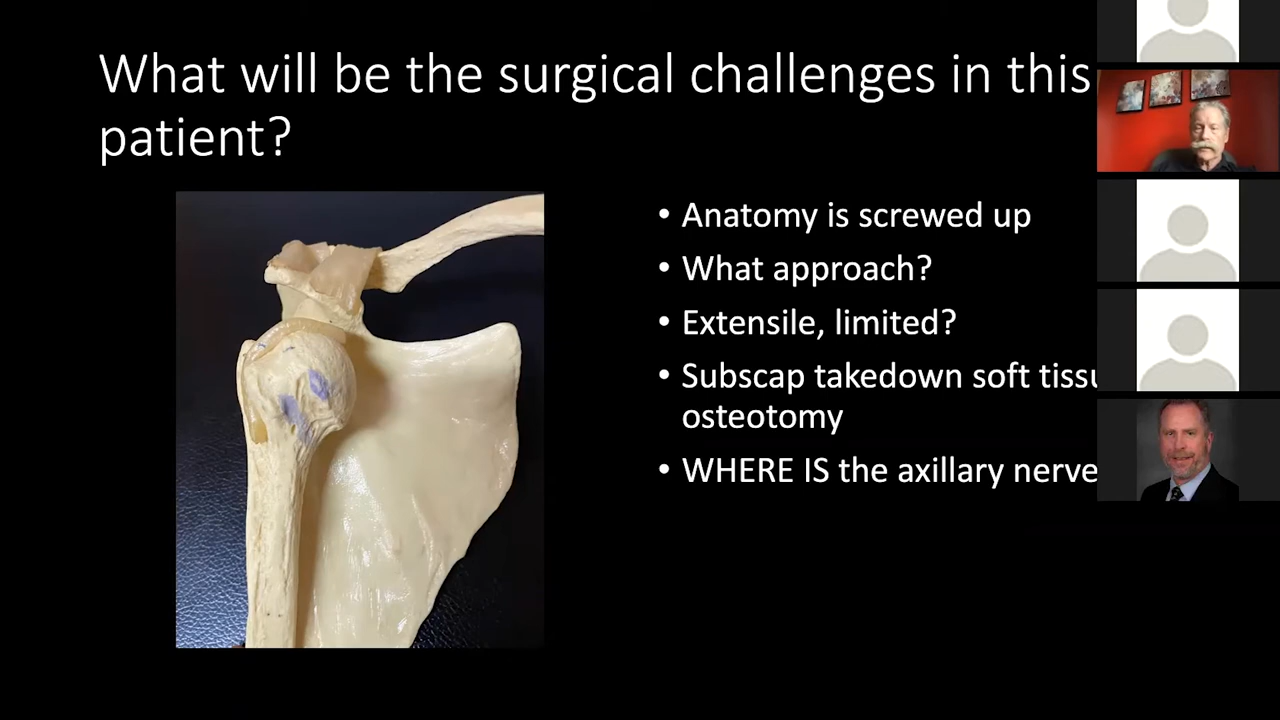 What will be the surgical challenges in this
patient?
• Anatomy is screwed up
• What approach?
• Extensile, limited?
• Subscap takedown soft
osteotomy
• WHERE IS the axillary nerve